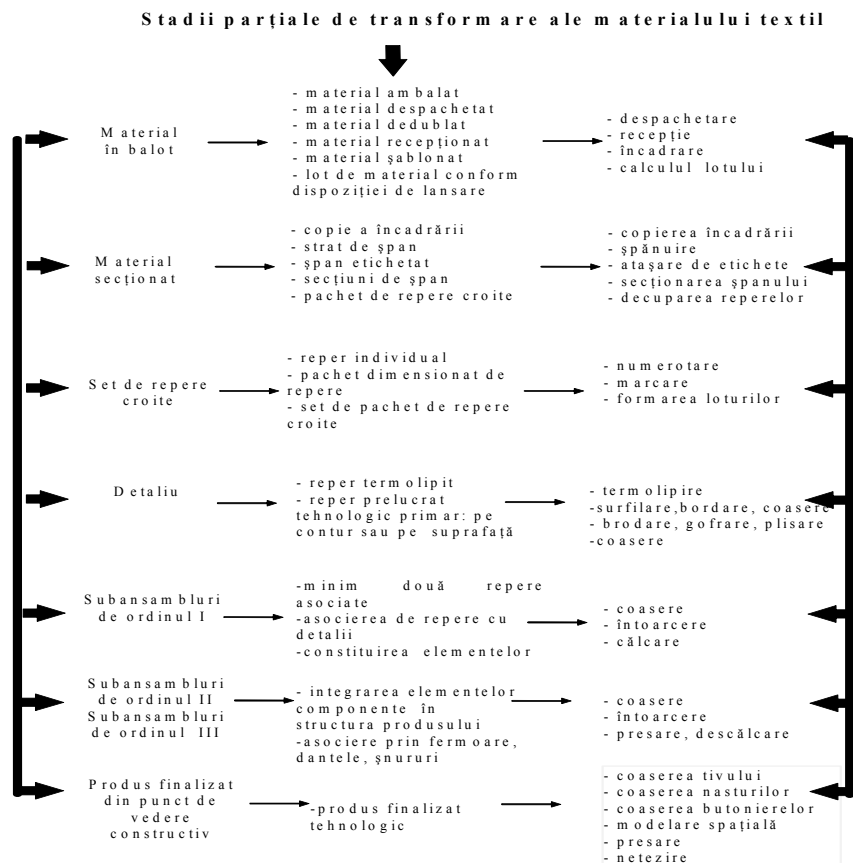 Stadii parțiale de transformare ale materialului textil
Material
în balot
- material ambalat
- material despachetat
- material dedublat
- material recepționat
- material șablonat
- lot de material conform
dispoziției de lansare
- despachetare
- recepție
- încadrare
- calculul lotului
Material
secționat
- copie a încadrării
- strat de șpan
- șpan etichetat
- secțiuni de șpan
- pachet de repere croite
- copierea încadrării
- șpănuire
- atașare de etichete
- secționarea șpanului
- decuparea reperelor
Set de repere
croite
- reper individual
- pachet dimensionat de
repere
- set de pachet de repere
croite
- numerotare
- marcare
- formarea loturilor
Detaliu
- reper termolipit
- reper prelucrat
tehnologic primar: pe
contur sau pe suprafață
- termolipire
-surfilare,bordare, coasere
- brodare, gofrare, plisare
-coasere
Subansambluri
de ordinul I
-minim două repere
asociate
-asocierea de repere cu
detalii
-constituirea elementelor
- coasere
- întoarcere
- călcare
Subansambluri
de ordinul II
Subansambluri
de ordinul III
- integrarea elementelor
componente în
structura produsului
-asociere prin fermoare,
dantele, șnururi
- coasere
- întoarcere
- presare, descălcare
Produs finalizat
din punct de
vedere
constructiv
-produs finalizat
tehnologic
- coaserea tivului
- coaserea nasturilor
- coaserea butonierelor
- modelare spațială
- presare
- netezire